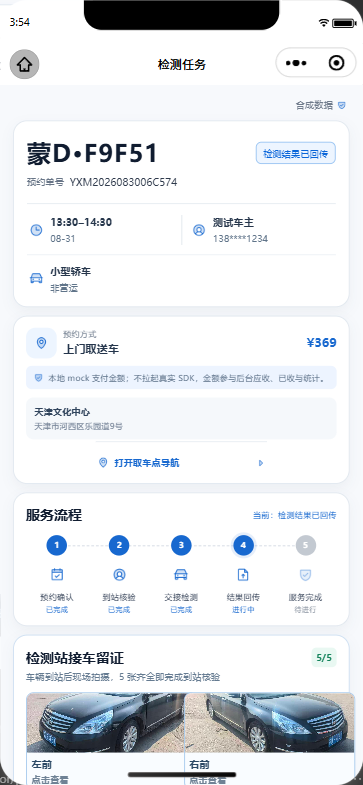 3:54
检测任务
合成数据
蒙D·F9F51
检测结果已回传
预约单号 YXM2026083006C574
13:30–14:30
08-31
测试车主
138****1234
小型轿车
非营运
预约方式
上门取送车
¥369
本地 mock 支付金额；不拉起真实 SDK，金额参与后台应收、已收与统计。
天津文化中心
天津市河西区乐园道9号
打开取车点导航
服务流程
当前：检测结果已回传
1 2 3 4 5
预约确认 到站核验 交接检测 结果回传 服务完成
已完成 已完成 已完成 进行中 待进行
检测站接车留证
5/5
车辆到站后现场拍摄，5 张齐全即完成到站核验
左前 右前
点击查看 点击查看